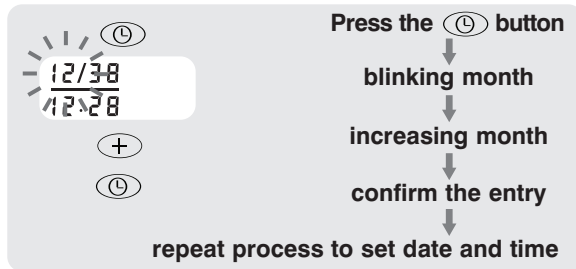 Press the button
12/38
12:28
blinking month
+
increasing month
confirm the entry
repeat process to set date and time